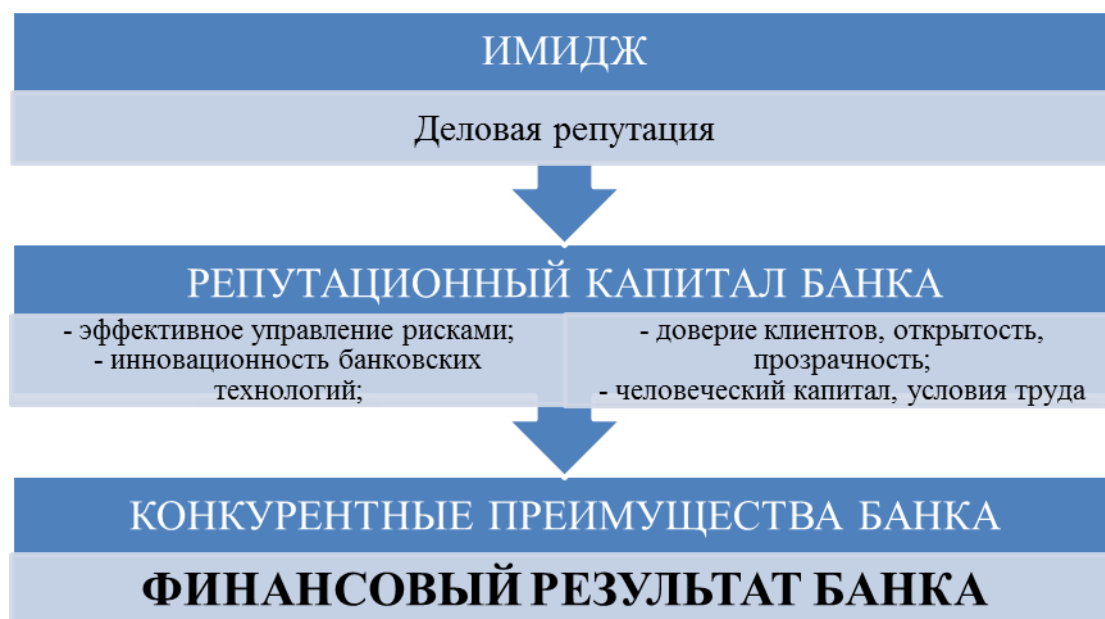 ИМИДЖ
Деловая репутация
РЕПУТАЦИОННЫЙ КАПИТАЛ БАНКА
- эффективное управление рисками;
- инновационность банковских
технологий;
- доверие клиентов, открытость,
прозрачность;
- человеческий капитал, условия труда
КОНКУРЕНТНЫЕ ПРЕИМУЩЕСТВА БАНКА
ФИНАНСОВЫЙ РЕЗУЛЬТАТ БАНКА